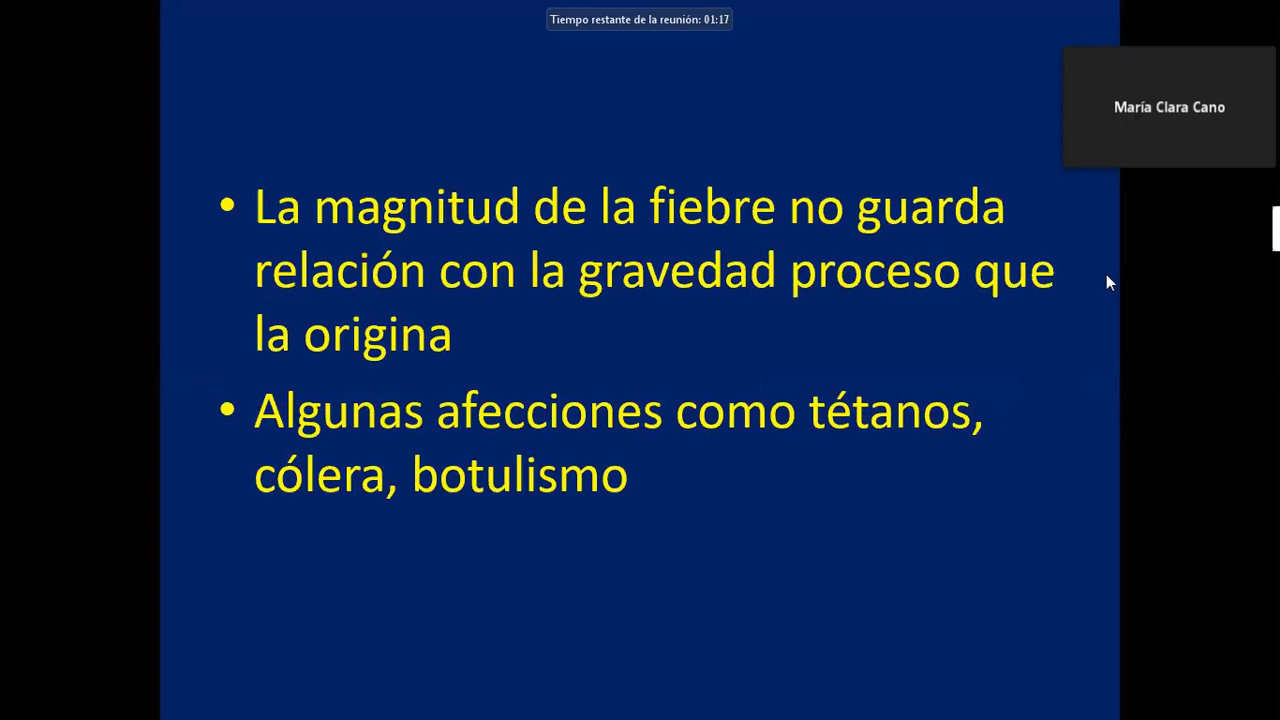 Tiempo restante de la reunión: 01:17
María Clara Cano
• La magnitud de la fiebre no guarda
relación con la gravedad proceso que
la origina
• Algunas afecciones como tétanos,
cólera, botulismo